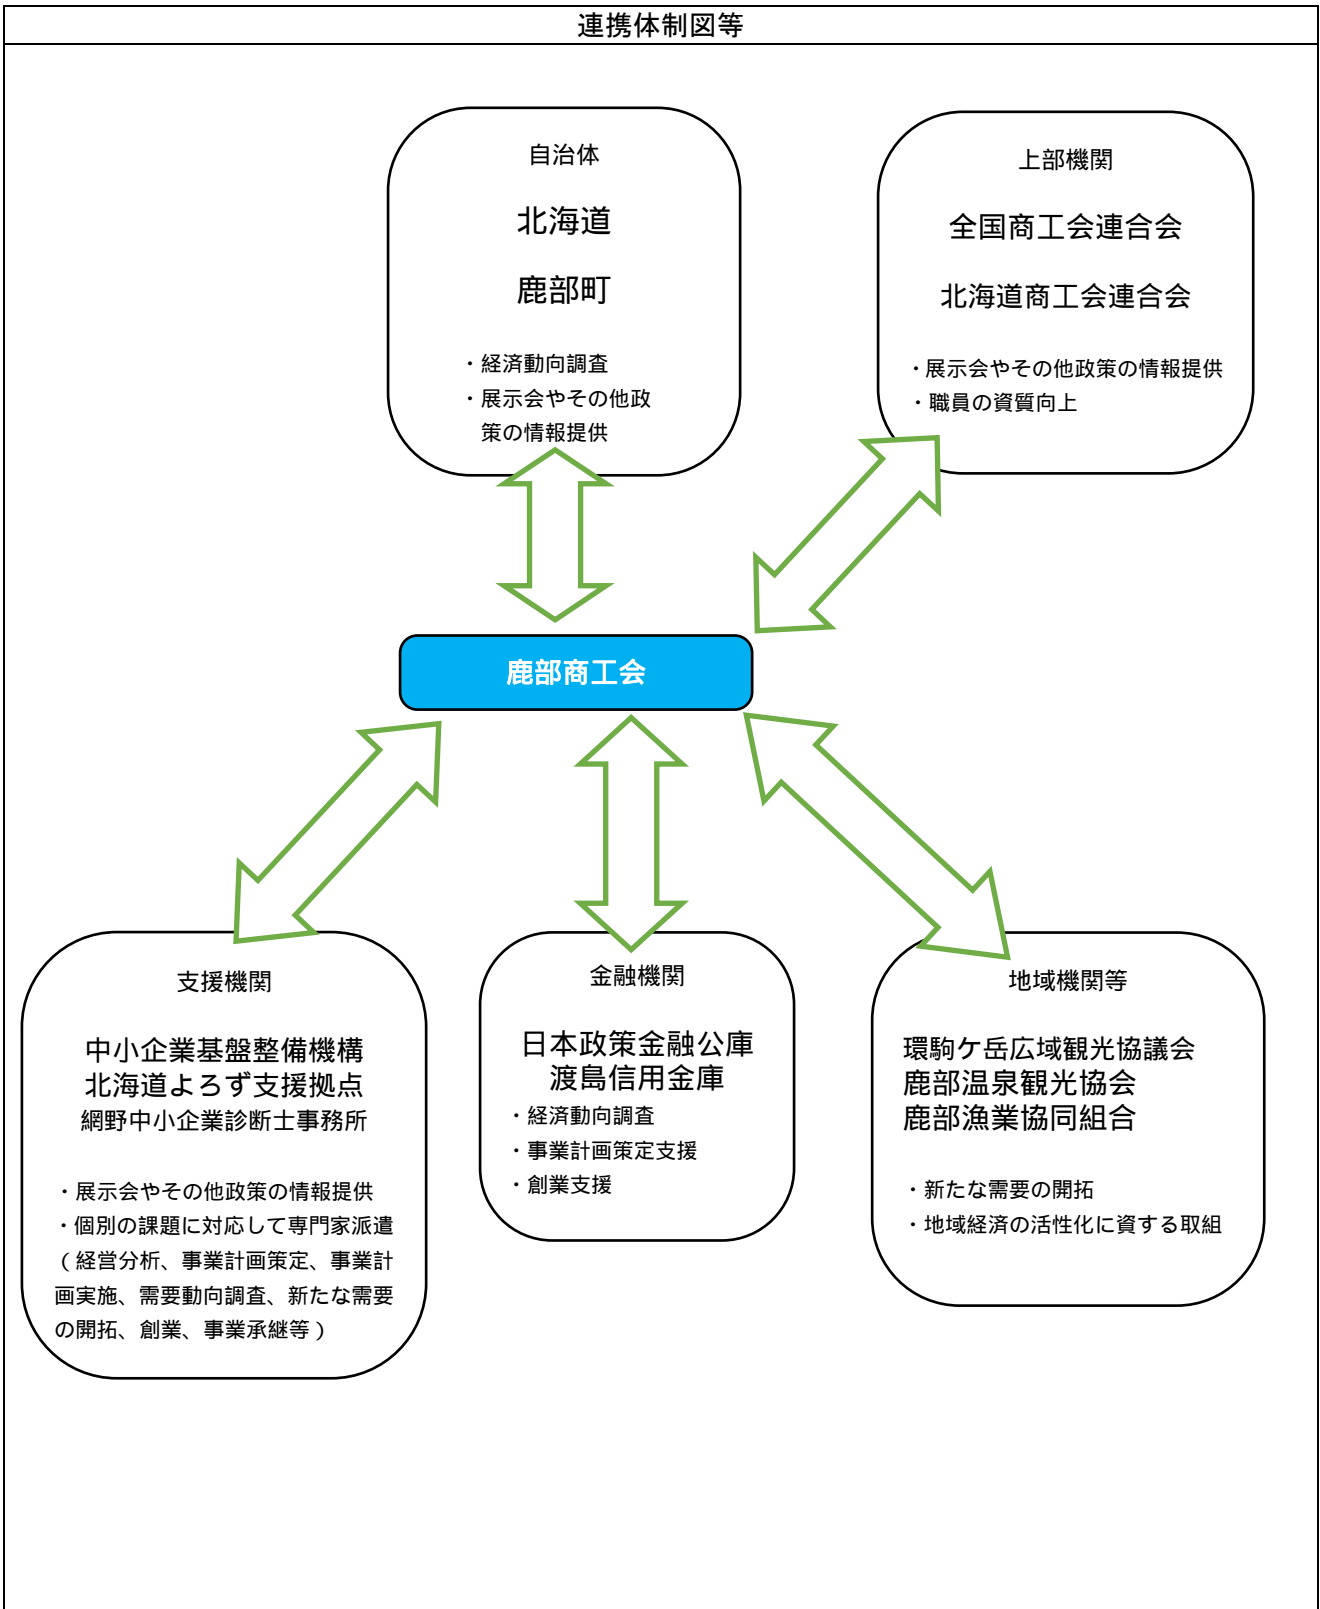 連携体制図等
自治体
北海道
鹿部町
・経済動向調査
・展示会やその他政
策の情報提供
上部機関
全国商工会連合会
北海道商工会連合会
・展示会やその他政策の情報提供
・職員の資質向上
鹿部商工会
支援機関
中小企業基盤整備機構
北海道よろず支援拠点
網野中小企業診断士事務所
・展示会やその他政策の情報提供
・個別の課題に対応して専門家派遣
（経営分析、事業計画策定、事業計
画実施、需要動向調査、新たな需要
の開拓、創業、事業承継等）
金融機関
日本政策金融公庫
渡島信用金庫
・経済動向調査
・事業計画策定支援
・創業支援
地域機関等
環駒ケ岳広域観光協議会
鹿部温泉観光協会
鹿部漁業協同組合
・新たな需要の開拓
・地域経済の活性化に資する取組